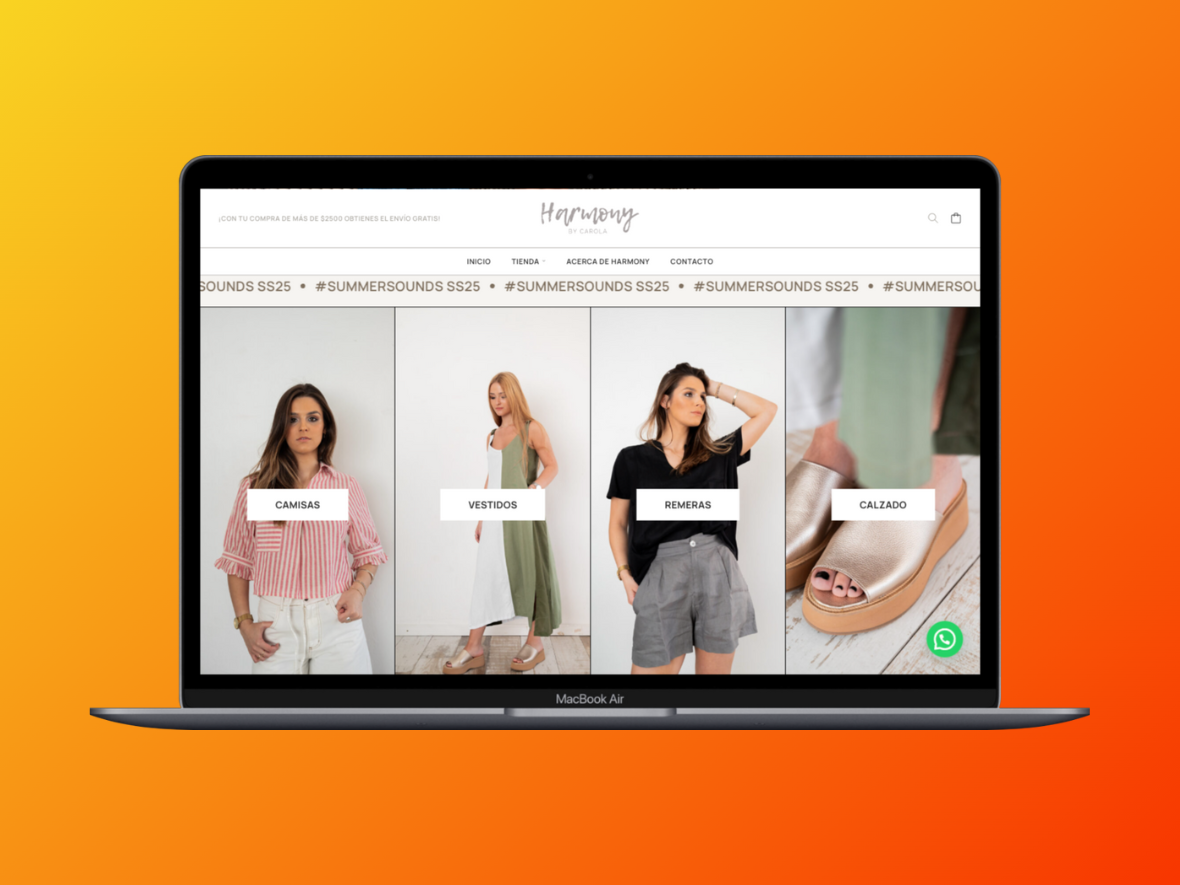 ¡CON TU COMPRA DE MÁS DE $2500 OBTIENES EL ENVÍO GRATIS!
Harmony
BY CAROLA
INICIO TIENDA ACERCA DE HARMONY CONTACTO
SOUNDS SS25 • #SUMMERSOUNDS SS25 • #SUMMERSOUNDS SS25 • #SUMMERSOUNDS SS25 • #SUMMERSOU
CAMISAS VESTIDOS REMERAS CALZADO
MacBook Air